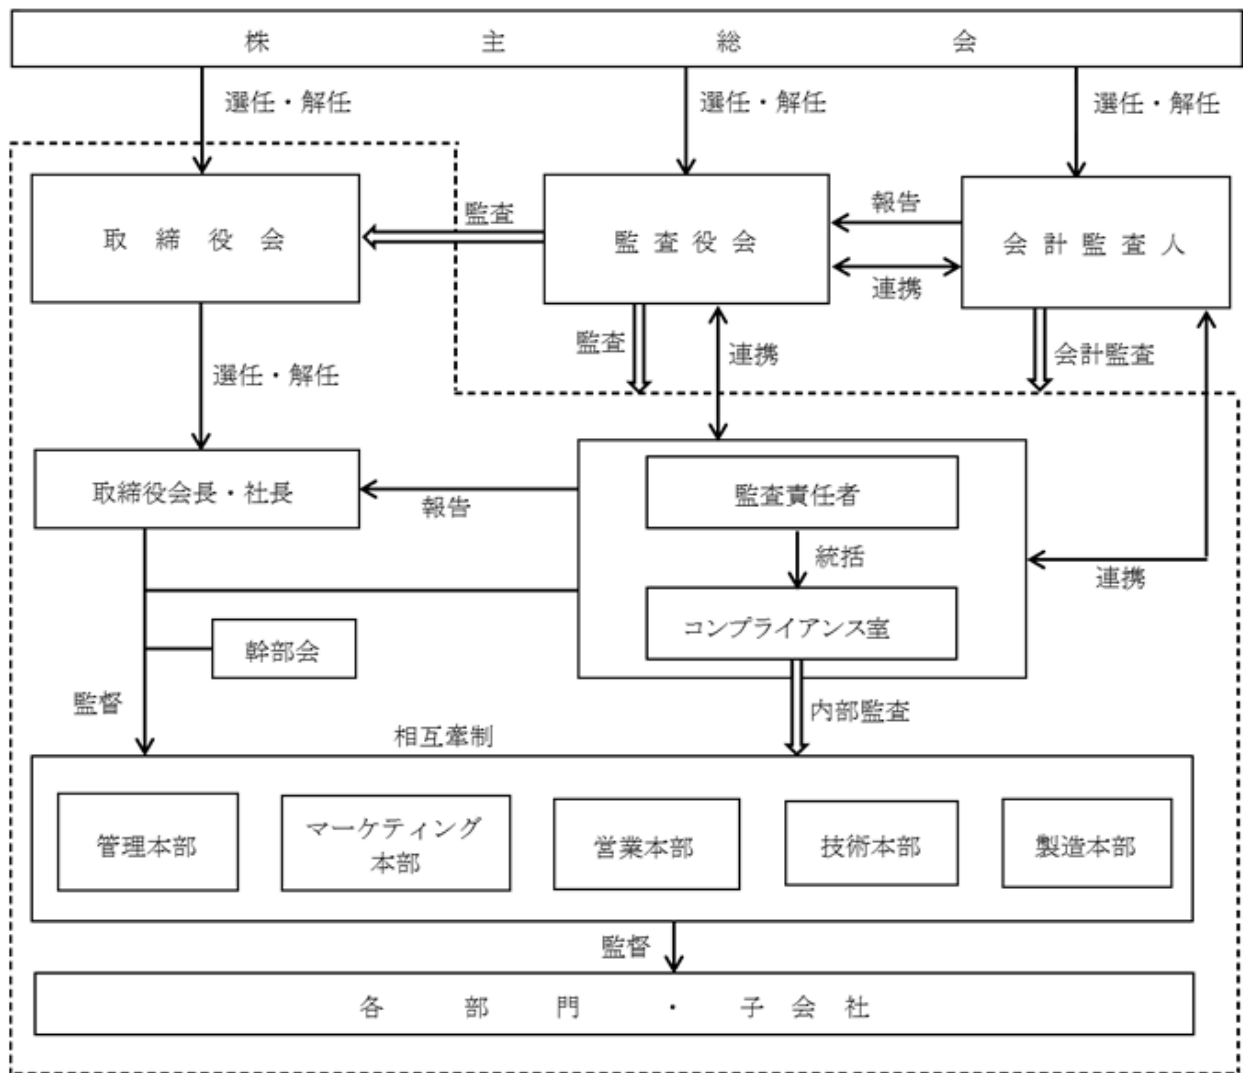 株主総会
選任・解任
選任・解任
選任・解任
取締役会
監査
監査役会
報告
連携
会計監査人
監査
連携
会計監査
選任・解任
取締役会長・社長
報告
監査責任者
統括
コンプライアンス室
連携
幹部会
監督
内部監査
相互牽制
管理本部
マーケティング
本部
営業本部
技術本部
製造本部
監督
各部門・子会社